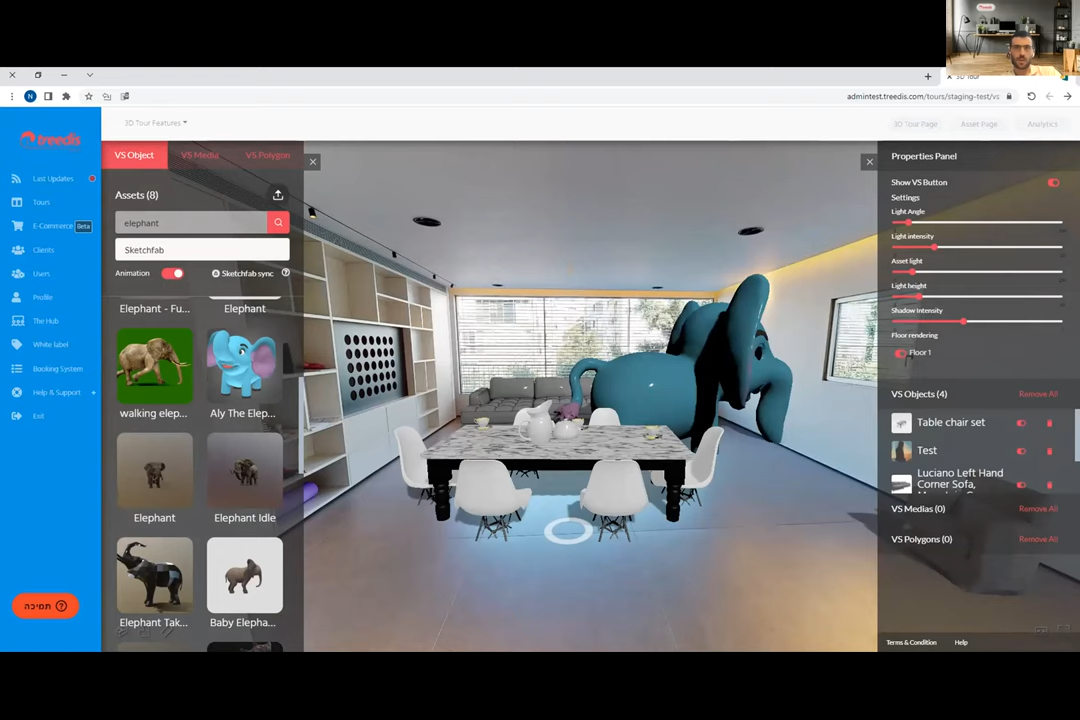 Treedis
3D Tour
admintest.treedis.com/tours/staging-test/vs
N
treedis
3D Tour Features
3D Tour Page
Asset Page
Analytics
Last Updates
Tours
E-Commerce Beta
Clients
Users
Profile
The Hub
White label
Booking System
Help & Support +
Exit
תמיכה
VS Object
VS Media
VS Polygon
Assets (8)
elephant
Sketchfab
Animation
Sketchfab sync
Elephant - Fu...
Elephant
walking elep...
Aly The Elep...
Elephant
Elephant Idle
Elephant Tak...
Baby Elepha...
Properties Panel
Show VS Button
Settings
Light Angle
Light intensity
Asset light
Light height
Shadow Intensity
Floor rendering
Floor 1
VS Objects (4)
Remove All
Table chair set
Test
Luciano Left Hand
Corner Sofa,
VS Medias (0)
Remove All
VS Polygons (0)
Remove All
Terms & Condition
Help